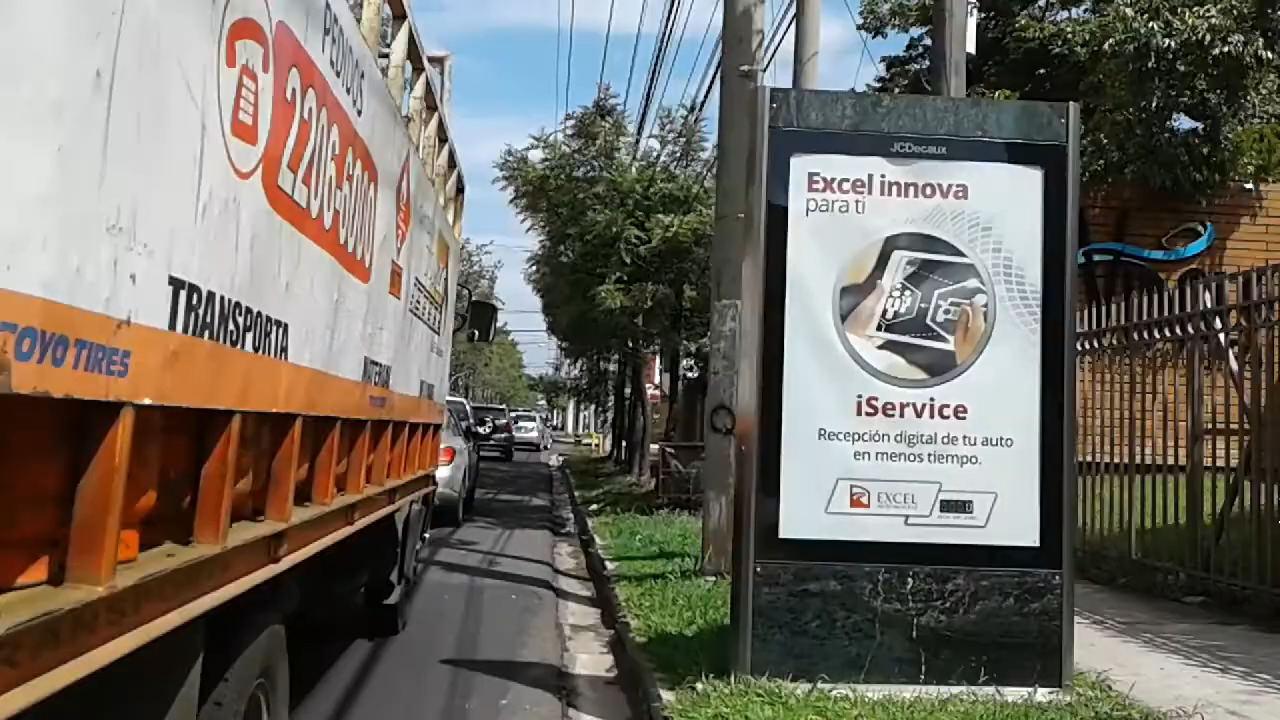 PEDIDOS
2206-6000
TRANSPORTA
TOYO TIRES
JCDecaux
Excel innova
para ti
iService
Recepción digital de tu auto
en menos tiempo.
EXCEL